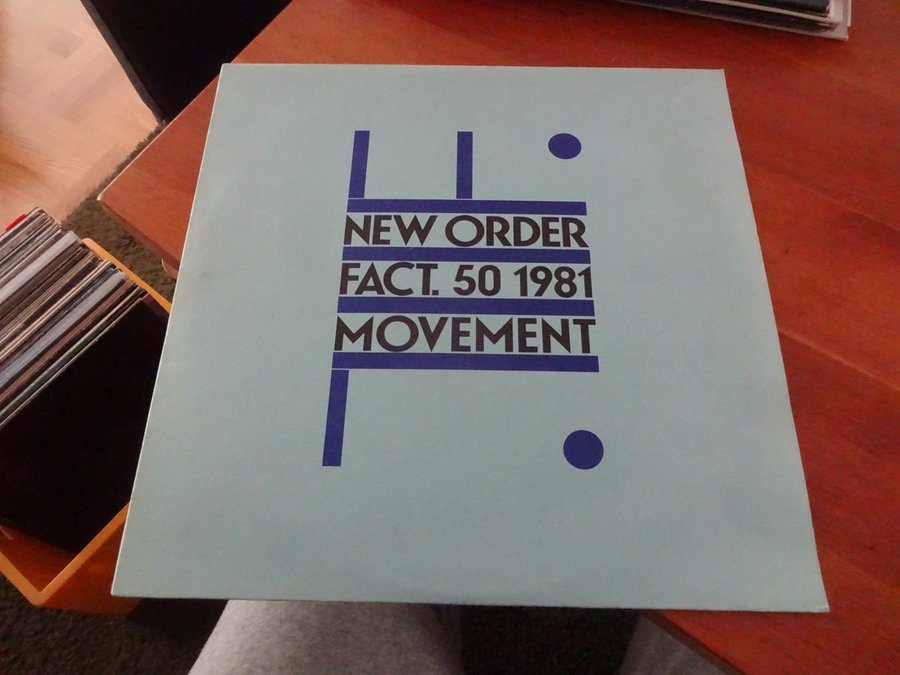 NEW ORDER
FACT. 50 1981
MOVEMENT